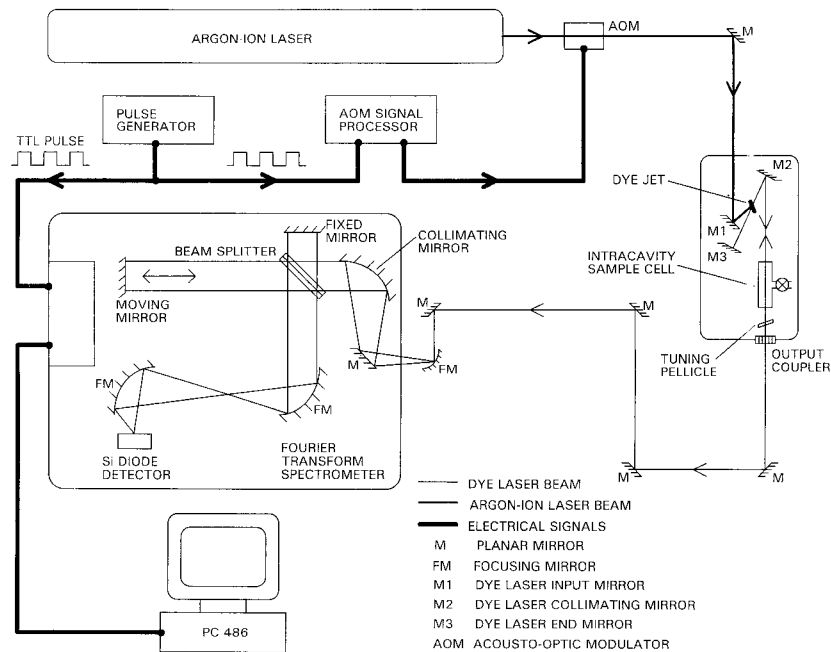 ARGON-ION LASER
AOM
M
PULSE
GENERATOR
AOM SIGNAL
PROCESSOR
TTL PULSE
M2
DYE JET
M1
M3
INTRACAVITY
SAMPLE CELL
TUNING
PELLICLE
OUTPUT
COUPLER
FIXED
MIRROR
COLLIMATING
MIRROR
BEAM SPLITTER
MOVING
MIRROR
M
M
M
FM
FM
FM
Si DIODE
DETECTOR
FOURIER
TRANSFORM
SPECTROMETER
M
M
PC 486
DYE LASER BEAM
ARGON-ION LASER BEAM
ELECTRICAL SIGNALS
M PLANAR MIRROR
FM FOCUSING MIRROR
M1 DYE LASER INPUT MIRROR
M2 DYE LASER COLLIMATING MIRROR
M3 DYE LASER END MIRROR
AOM ACOUSTO-OPTIC MODULATOR